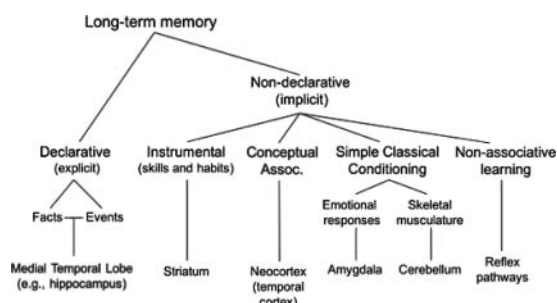 Long-term memory
Non-declarative
(implicit)
Declarative
(explicit)
Instrumental
(skills and habits)
Conceptual
Assoc.
Simple Classical
Conditioning
Non-associative
learning
Facts
Events
Emotional
responses
Skeletal
musculature
Medial Temporal Lobe
(e.g., hippocampus)
Striatum
Neocortex
(temporal
cortex)
Amygdala
Cerebellum
Reflex
pathways